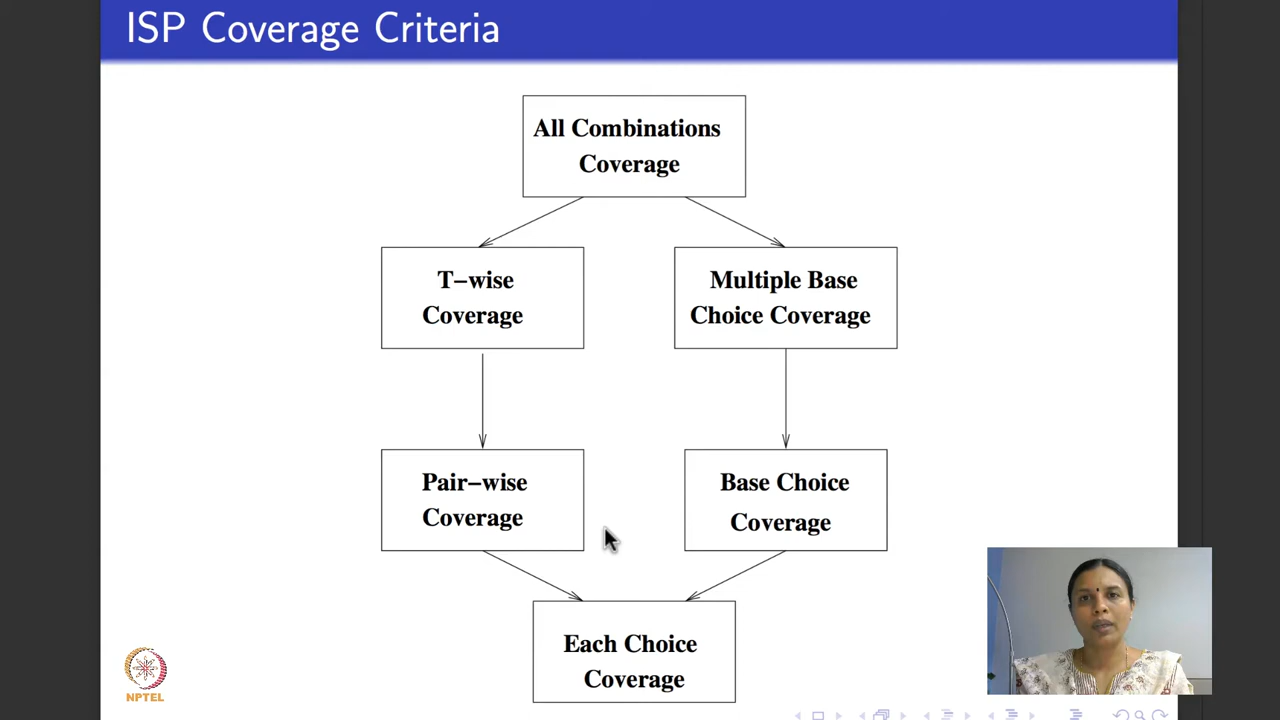 ISP Coverage Criteria
All Combinations
Coverage
T-wise
Coverage
Multiple Base
Choice Coverage
Pair-wise
Coverage
Base Choice
Coverage
Each Choice
Coverage
NPTEL